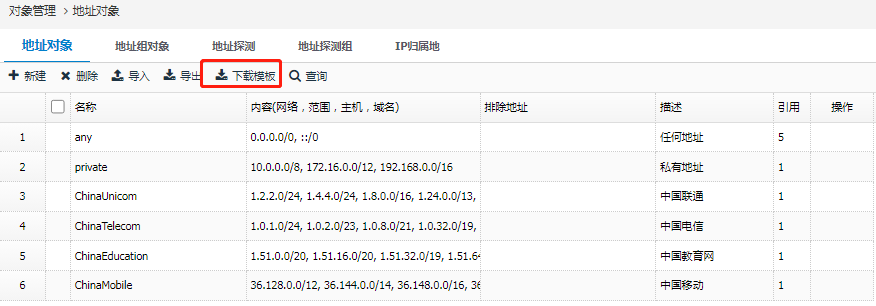 对象管理 > 地址对象
地址对象 地址组对象 地址探测 地址探测组 IP归属地
新建 删除 导入 导出 下载模板 查询
名称 内容(网络，范围，主机，域名) 排除地址 描述 引用 操作
1 any 0.0.0.0/0, ::/0 任何地址 5
2 private 10.0.0.0/8, 172.16.0.0/12, 192.168.0.0/16 私有地址 1
3 ChinaUnicom 1.2.2.0/24, 1.4.4.0/24, 1.8.0.0/16, 1.24.0.0/13, 中国联通 1
4 ChinaTelecom 1.0.1.0/24, 1.0.2.0/23, 1.0.8.0/21, 1.0.32.0/19, 中国电信 1
5 ChinaEducation 1.51.0.0/20, 1.51.16.0/20, 1.51.32.0/19, 1.51.64 中国教育网 1
6 ChinaMobile 36.128.0.0/12, 36.144.0.0/14, 36.148.0.0/16, 36 中国移动 1